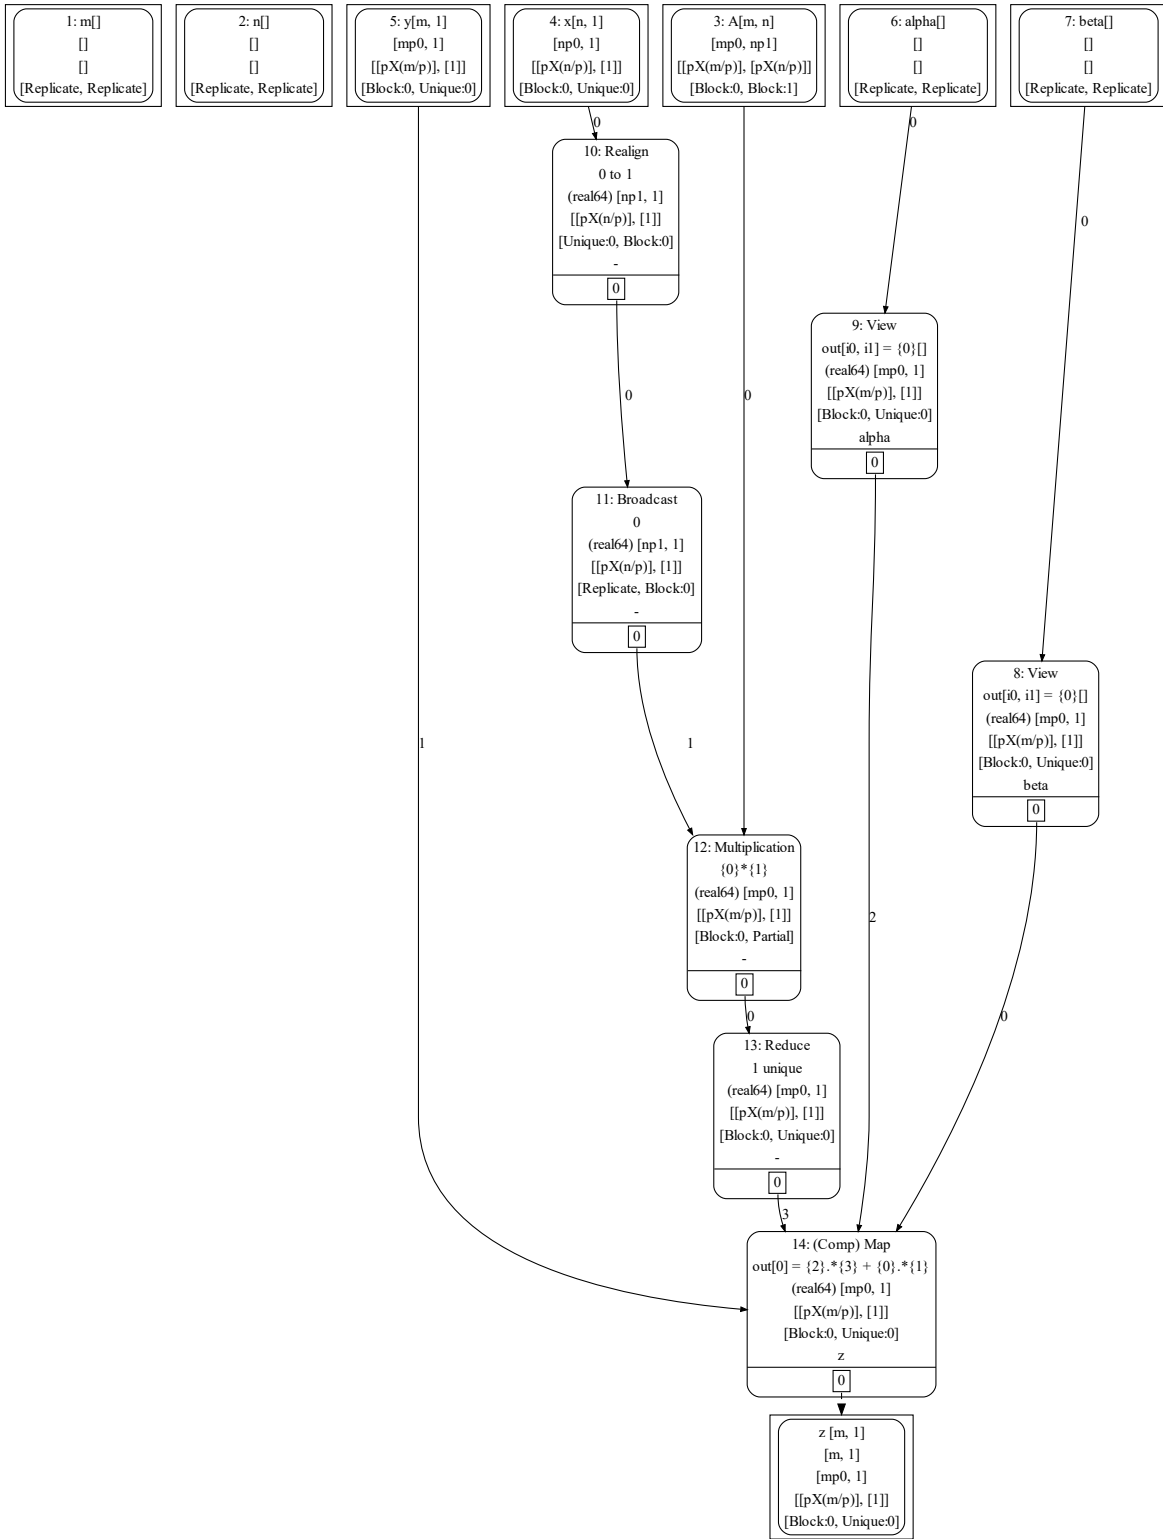 1: m[]
[]
[]
[Replicate, Replicate]
2: n[]
[]
[]
[Replicate, Replicate]
5: y[m, 1]
[mp0, 1]
[[pX(m/p)], [1]]
[Block:0, Unique:0]
4: x[n, 1]
[np0, 1]
[[pX(n/p)], [1]]
[Block:0, Unique:0]
3: A[m, n]
[mp0, np1]
[[pX(m/p)], [pX(n/p)]]
[Block:0, Block:1]
6: alpha[]
[]
[]
[Replicate, Replicate]
7: beta[]
[]
[]
[Replicate, Replicate]
0
0
10: Realign
0 to 1
(real64) [np1, 1]
[[pX(n/p)], [1]]
[Unique:0, Block:0]
-
0
0
9: View
out[i0, i1] = {0}[]
(real64) [mp0, 1]
[[pX(m/p)], [1]]
[Block:0, Unique:0]
alpha
0
0
0
11: Broadcast
0
(real64) [np1, 1]
[[pX(n/p)], [1]]
[Replicate, Block:0]
-
0
8: View
out[i0, i1] = {0}[]
(real64) [mp0, 1]
[[pX(m/p)], [1]]
[Block:0, Unique:0]
beta
0
1
1
12: Multiplication
{0}*{1}
(real64) [mp0, 1]
[[pX(m/p)], [1]]
[Block:0, Partial]
-
0
2
0
0
13: Reduce
1 unique
(real64) [mp0, 1]
[[pX(m/p)], [1]]
[Block:0, Unique:0]
-
0
3
14: (Comp) Map
out[0] = {2}.*{3} + {0}.*{1}
(real64) [mp0, 1]
[[pX(m/p)], [1]]
[Block:0, Unique:0]
z
0
z [m, 1]
[m, 1]
[mp0, 1]
[[pX(m/p)], [1]]
[Block:0, Unique:0]